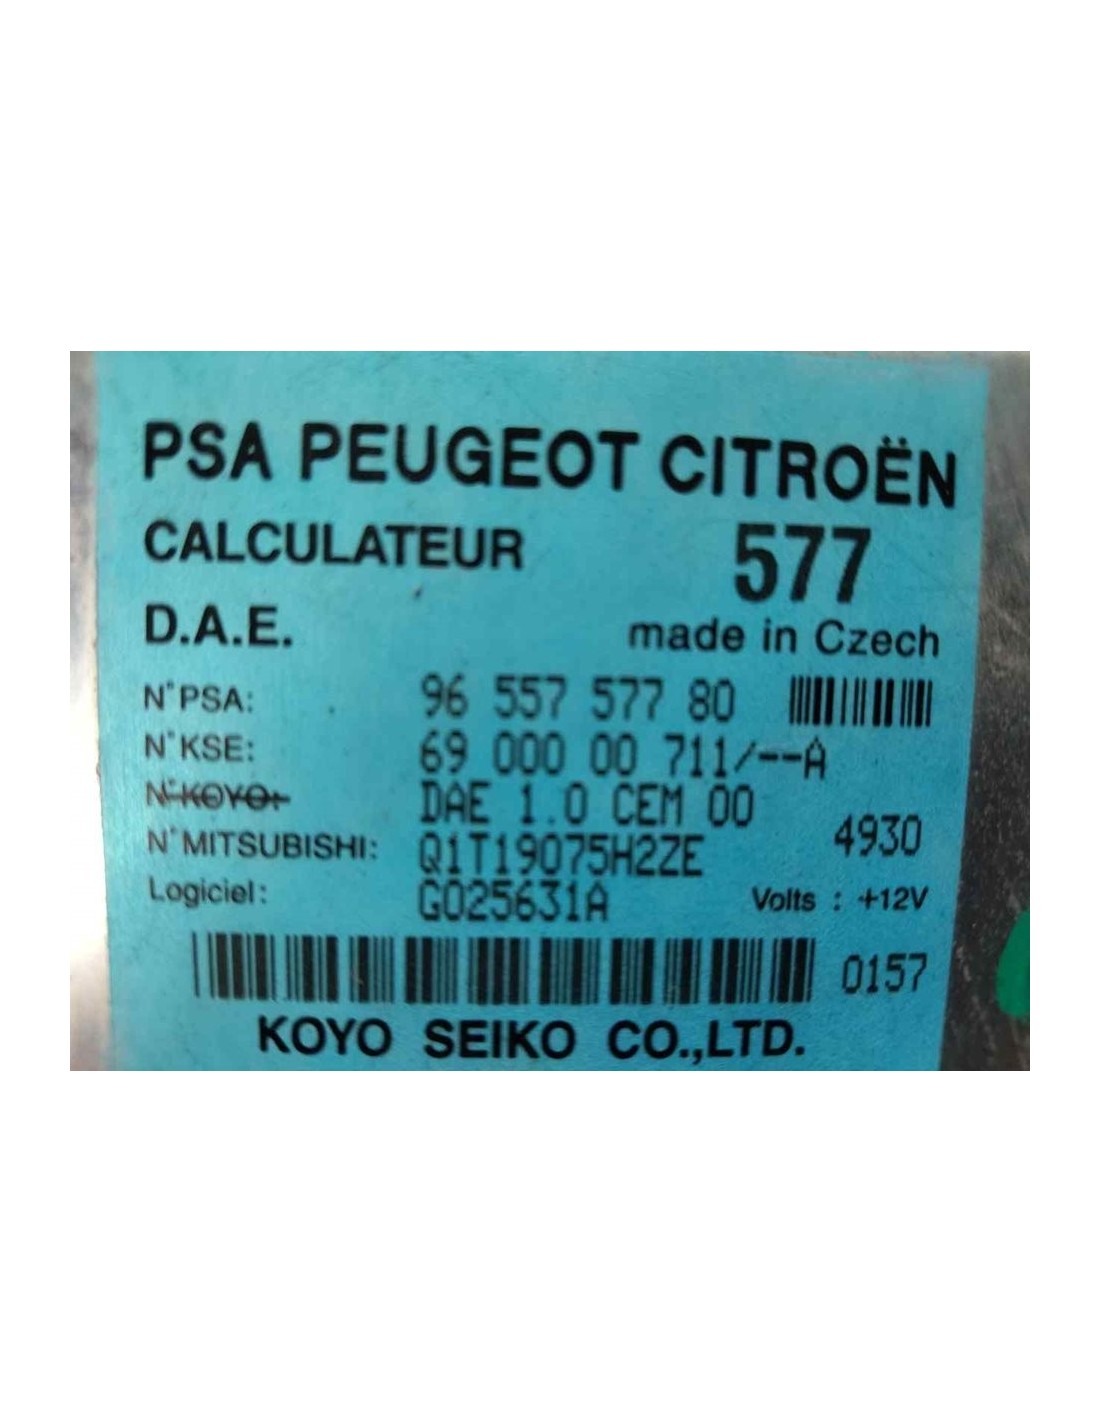 PSA PEUGEOT CITROËN
CALCULATEUR 577
D.A.E. made in Czech
N°PSA: 96 557 577 80
N°KSE: 69 000 00 711/--A
N°KOYO: DAE 1.0 CEM 00
N°MITSUBISHI: Q1T19075H2ZE 4930
Logiciel: G025631A Volts : +12V
0157
KOYO SEIKO CO.,LTD.